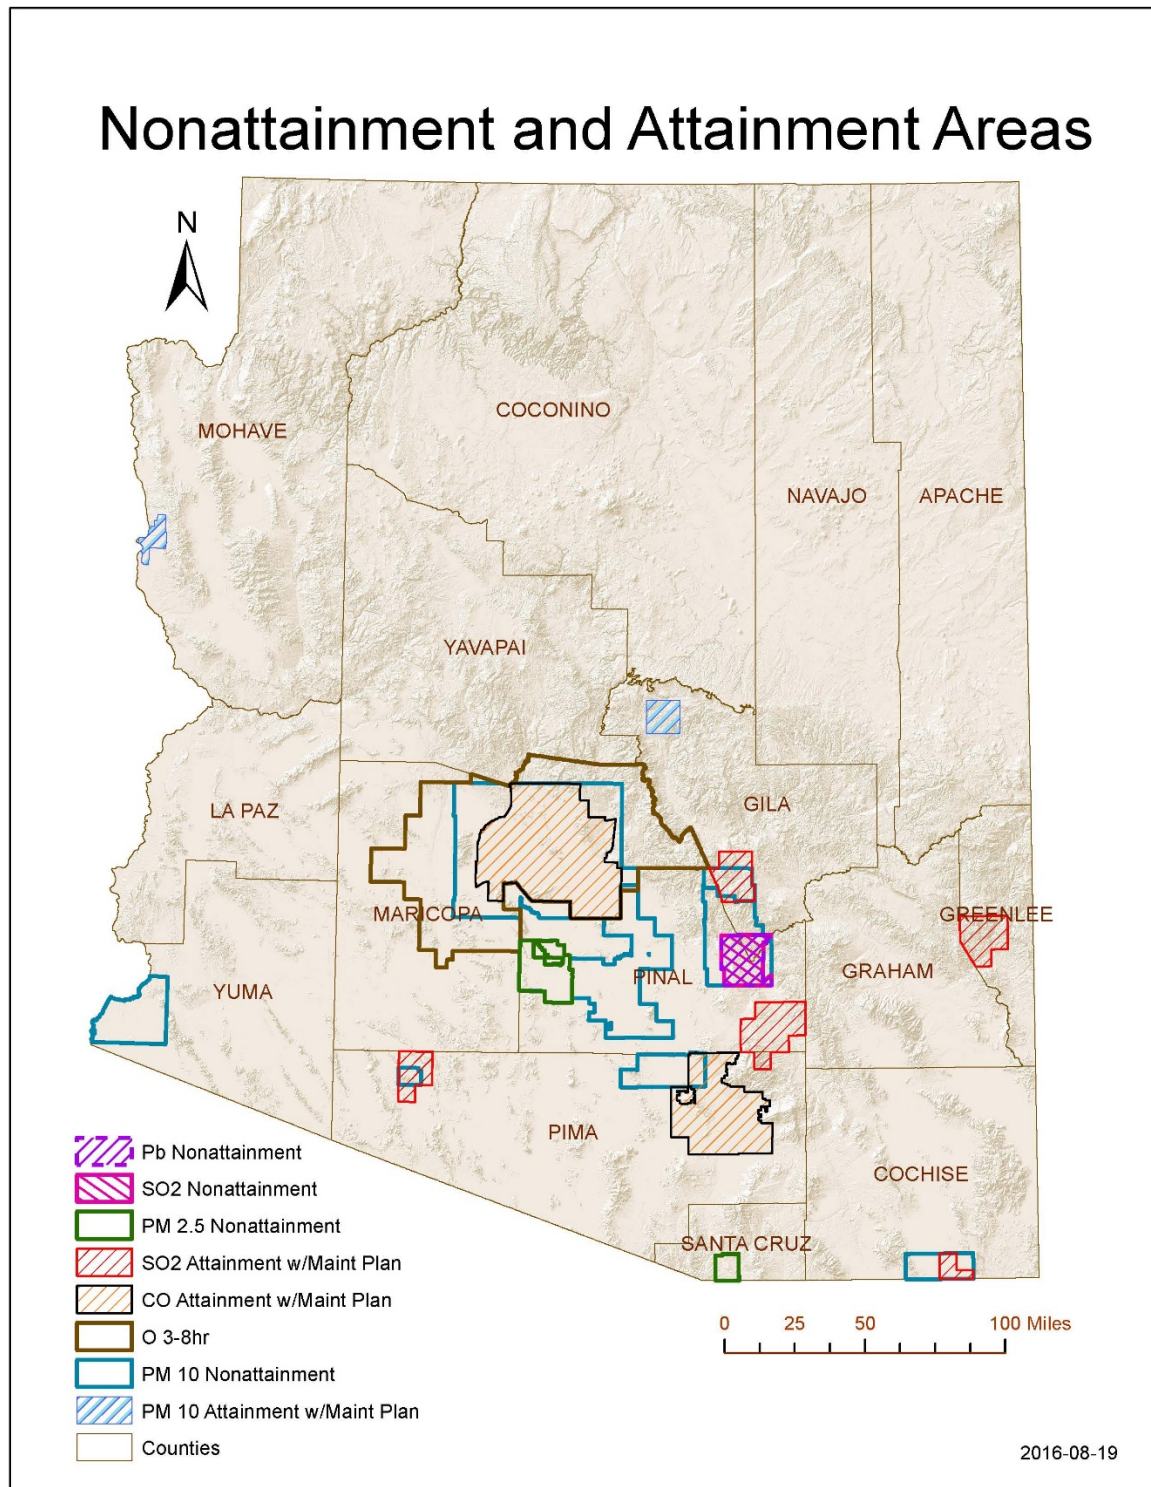 Nonattainment and Attainment Areas
N
COCONINO
MOHAVE
NAVAJO
APACHE
YAVAPAI
GILA
LA PAZ
MARICOPA
GREENLEE
GRAHAM
PINAL
YUMA
PIMA
COCHISE
SANTA CRUZ
Pb Nonattainment
SO2 Nonattainment
PM 2.5 Nonattainment
SO2 Attainment w/Maint Plan
CO Attainment w/Maint Plan
O 3-8hr
PM 10 Nonattainment
PM 10 Attainment w/Maint Plan
Counties
0 25 50 100 Miles
2016-08-19